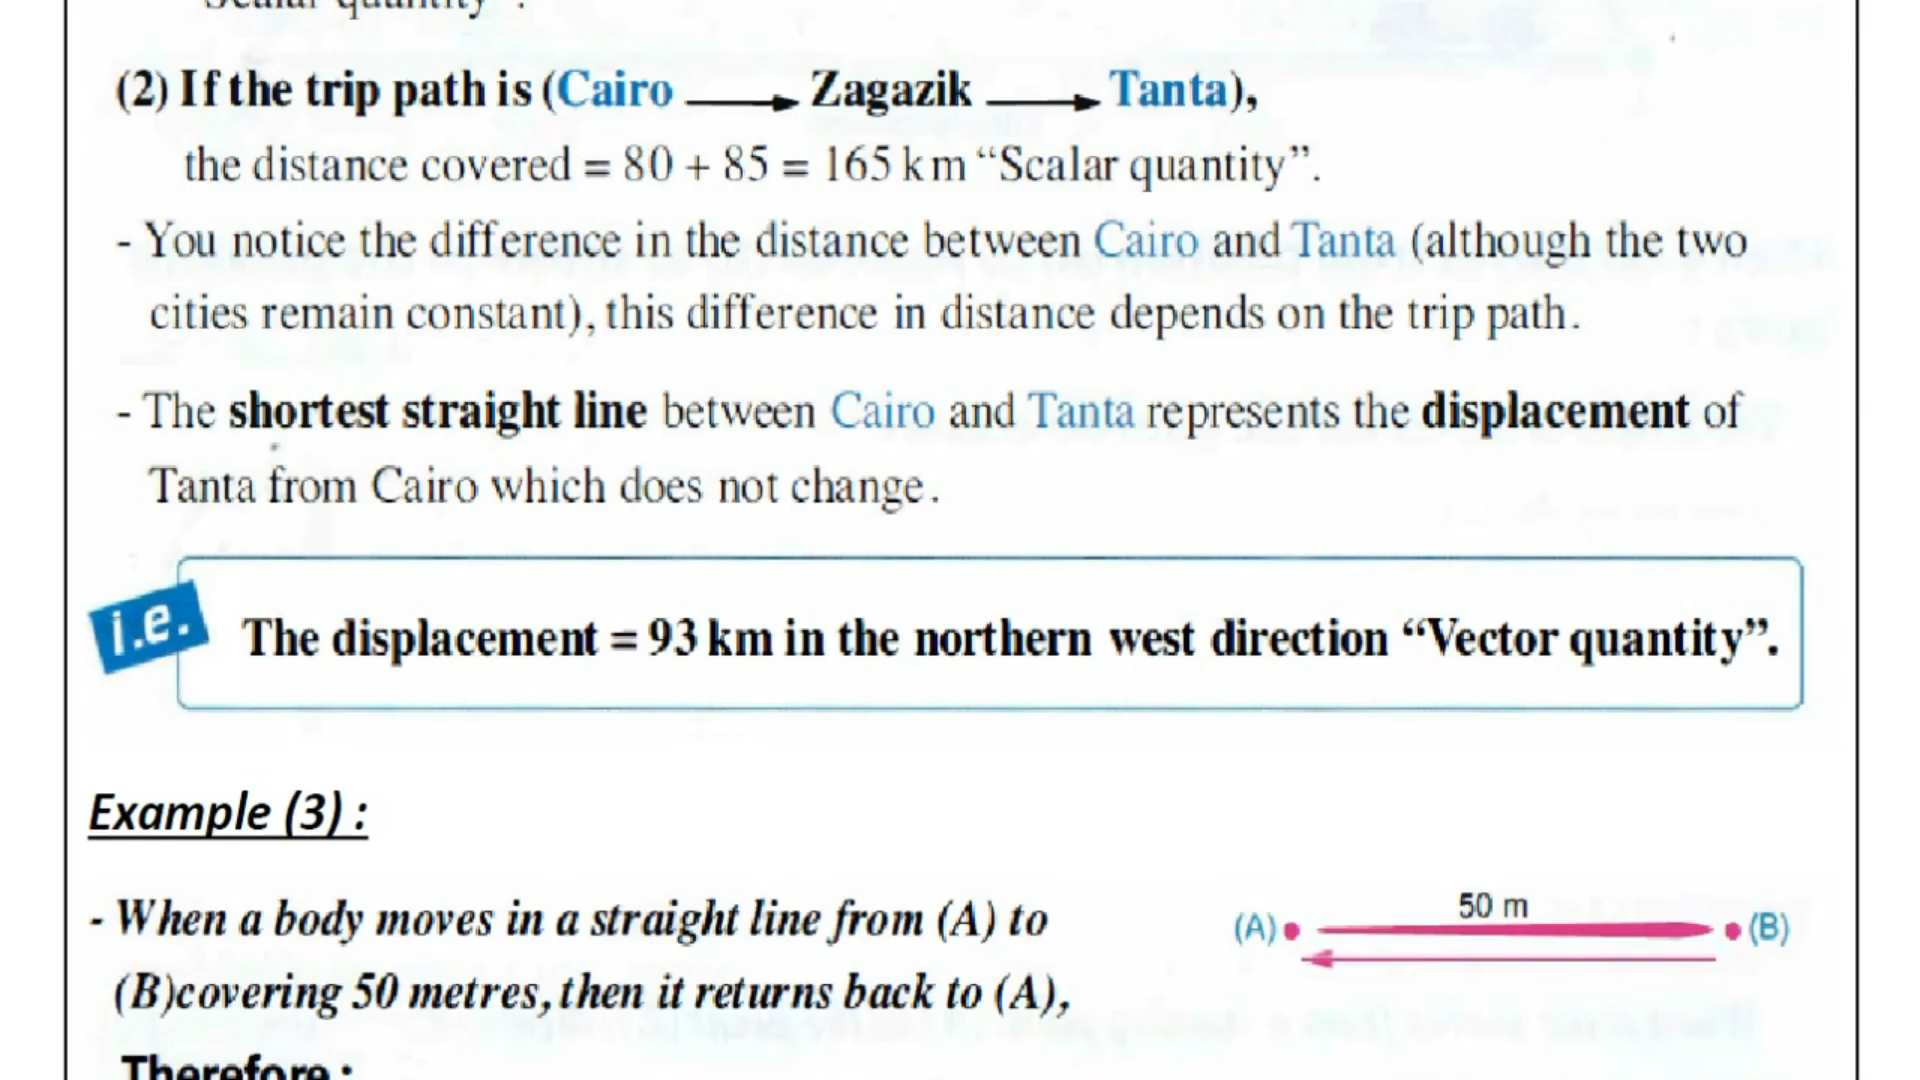 Scalar quantity".
(2) If the trip path is (Cairo → Zagazik → Tanta),
the distance covered = 80 + 85 = 165 km “Scalar quantity”.
- You notice the difference in the distance between Cairo and Tanta (although the two
cities remain constant), this difference in distance depends on the trip path.
- The shortest straight line between Cairo and Tanta represents the displacement of
Tanta from Cairo which does not change.
i.e. The displacement = 93 km in the northern west direction “Vector quantity”.
Example (3) :
- When a body moves in a straight line from (A) to
(B)covering 50 metres, then it returns back to (A),
50 m
(A) (B)
Therefore :